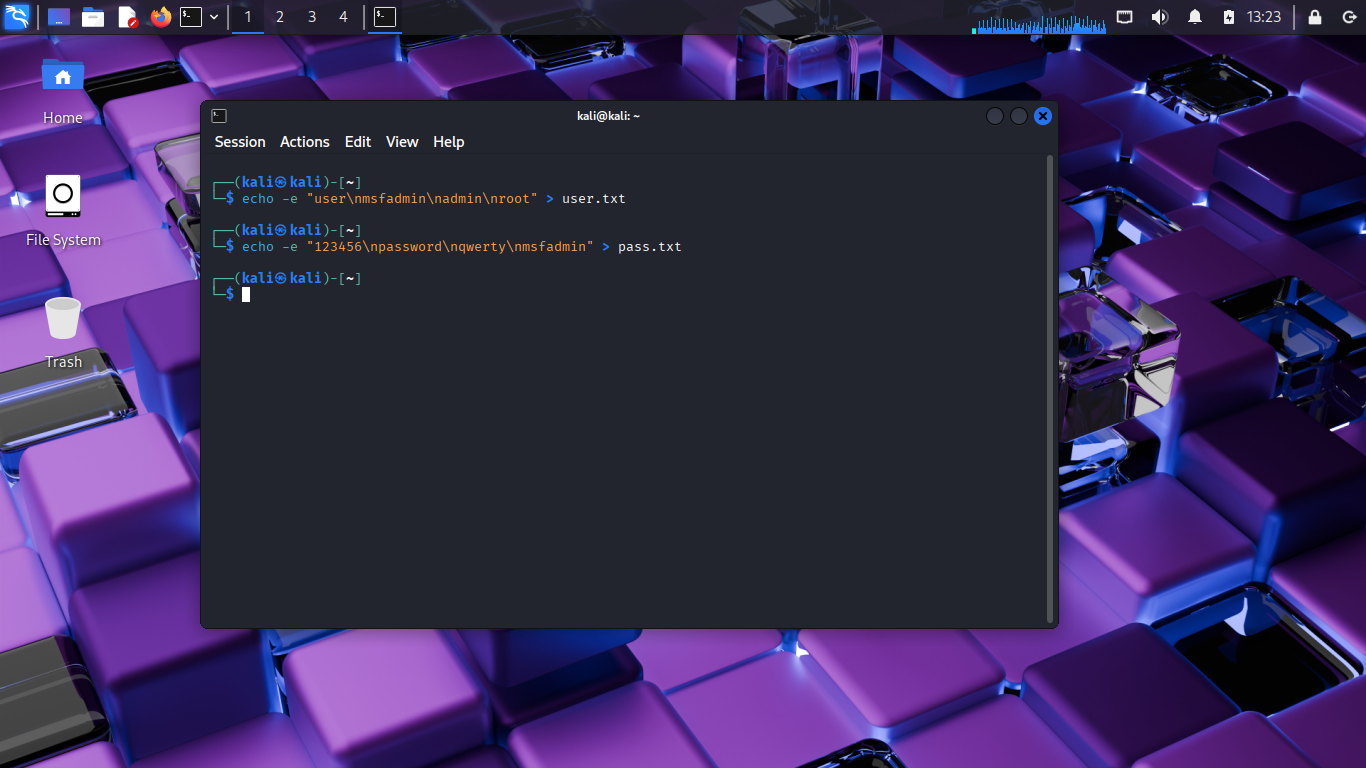 1 2 3 4
13:23
Home
File System
Trash
kali@kali: ~
Session Actions Edit View Help
┌──(kali㉿kali)-[~]
└─$ echo -e "user\nmsfadmin\nadmin\nroot" > user.txt
┌──(kali㉿kali)-[~]
└─$ echo -e "123456\npassword\nqwerty\nmsfadmin" > pass.txt
┌──(kali㉿kali)-[~]
└─$